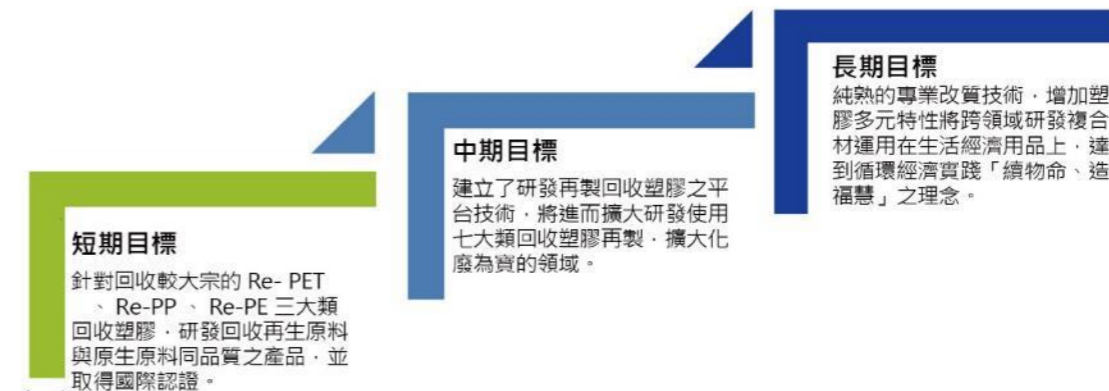 短期目標
針對回收較大宗的 Re- PET
、 Re-PP 、 Re-PE 三大類
回收塑膠，研發回收再生原料
與原生原料同品質之產品，並
取得國際認證。
中期目標
建立了研發再製回收塑膠之平
台技術，將進而擴大研發使用
七大類回收塑膠再製，擴大化
廢為寶的領域。
長期目標
純熟的專業改質技術，增加塑
膠多元特性將跨領域研發複合
材運用在生活經濟用品上，達
到循環經濟實踐「續物命、造
福慧」之理念。